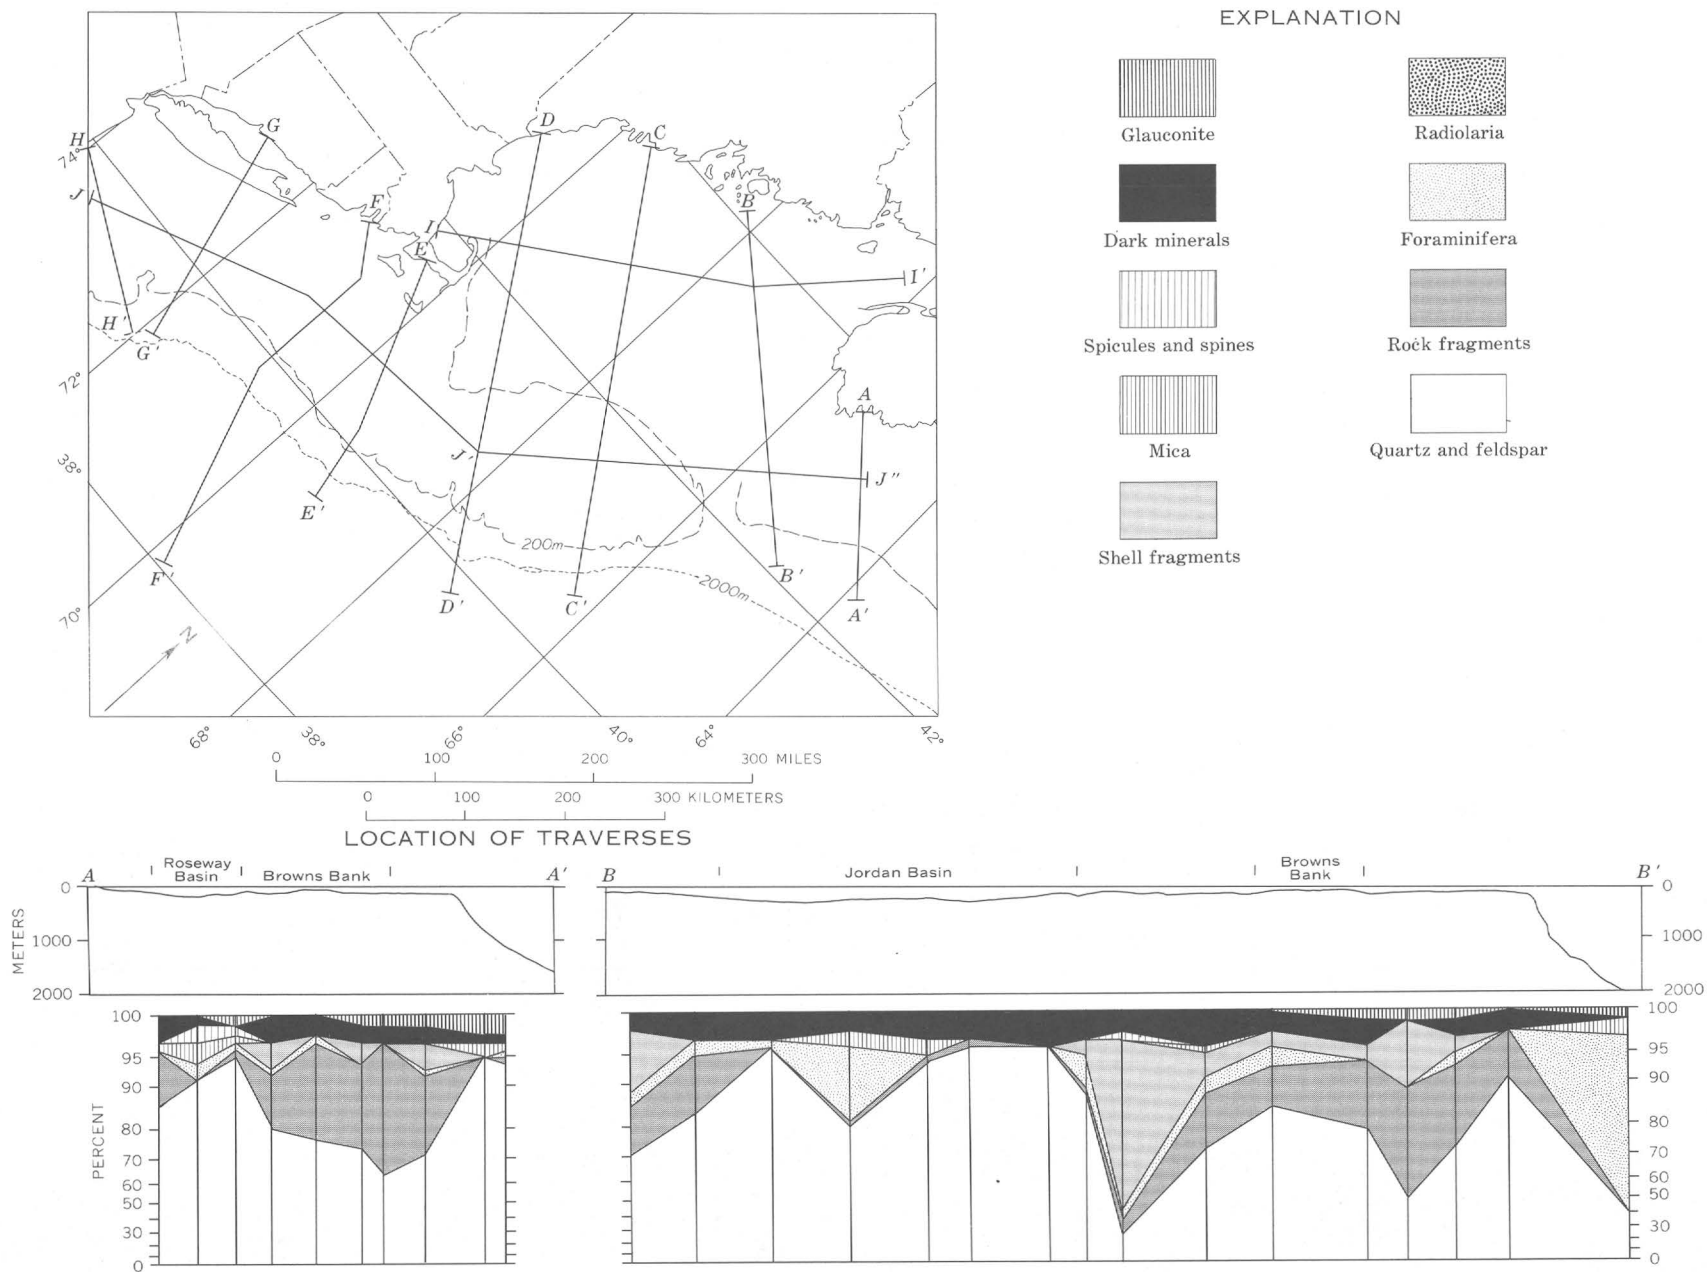 EXPLANATION
Glauconite
Radiolaria
Dark minerals
Foraminifera
Spicules and spines
Rock fragments
Mica
Quartz and feldspar
Shell fragments
H
G
D
C
74°
J
F
B
I
E
I'
H'
G'
72°
A
38°
J'
J"
E'
200m
F'
B'
2000m
D'
C'
A'
70°
N
68°
38°
66°
40°
64°
42°
0 100 200 300 MILES
0 100 200 300 KILOMETERS
LOCATION OF TRAVERSES
A
Roseway
Basin
Browns Bank
A'
B
Jordan Basin
Browns
Bank
B'
0
0
METERS
1000
1000
2000
2000
100
100
95
95
90
90
PERCENT
80
80
70
70
60
60
50
50
30
30
0
0